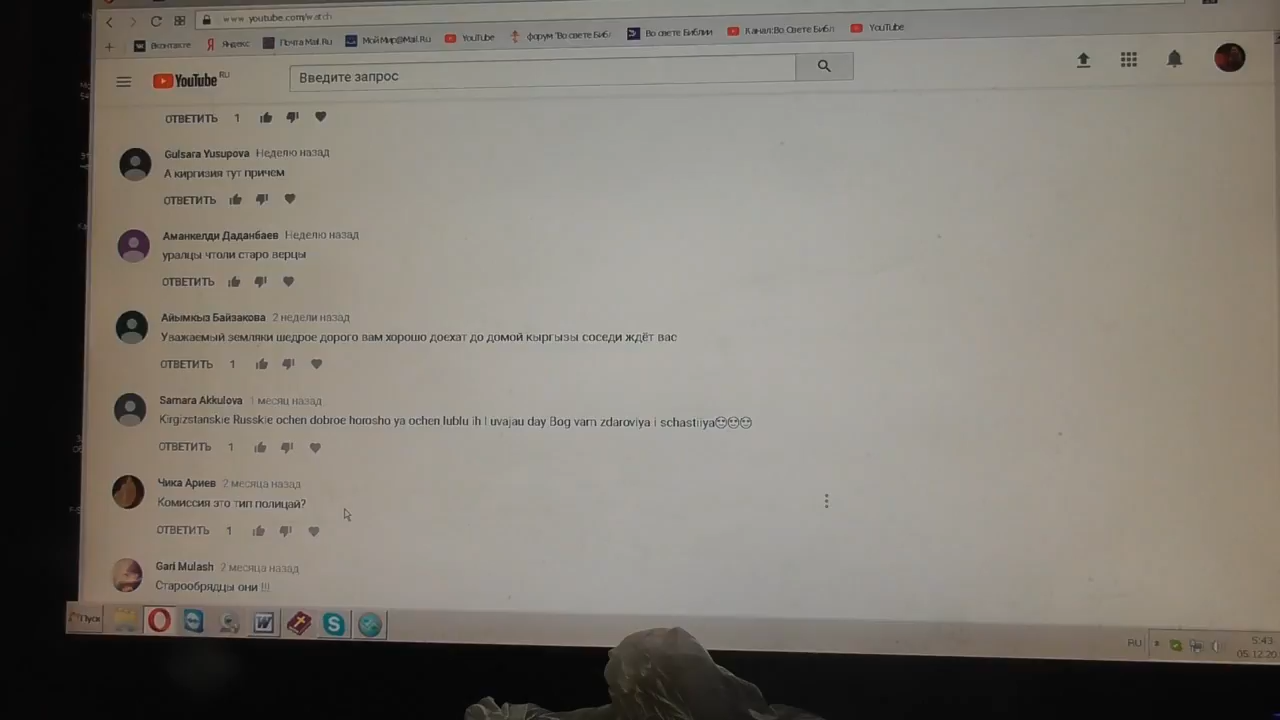 www.youtube.com/watch
Вконтакте Яндекс Почта Mail.Ru МойМир@Mail.Ru YouTube форум "Во свете Библ Во свете Библии Канал:Во Свете Библ YouTube
YouTube RU Введите запрос
ОТВЕТИТЬ 1
Gulsara Yusupova Неделю назад
А киргизия тут причем
ОТВЕТИТЬ
Аманкелди Даданбаев Неделю назад
уралцы чтоли старо верцы
ОТВЕТИТЬ
Айымкыз Байзакова 2 недели назад
Уважаемый земляки шедрое дорого вам хорошо доехат до домой кыргызы соседи ждёт вас
ОТВЕТИТЬ 1
Samara Akkulova 1 месяц назад
Kirgizstanskie Russkie ochen dobroe horosho ya ochen lublu ih I uvajau day Bog vam zdaroviya i schastiiya
ОТВЕТИТЬ 1
Чика Ариев 2 месяца назад
Комиссия это тип полицай?
ОТВЕТИТЬ 1
Gari Mulash 2 месяца назад
Старообрядцы они !!!
Пуск RU 5:43
05.12.20